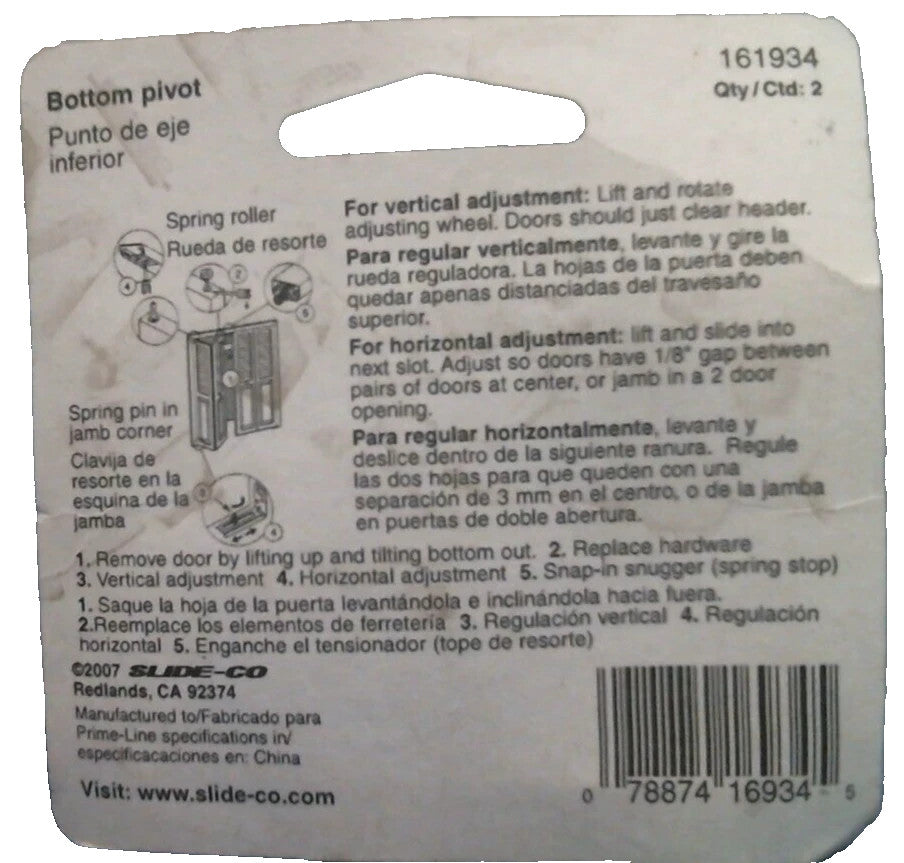 Bottom pivot
Punto de eje
inferior
161934
Qty / Ctd: 2
Spring roller
Rueda de resorte
Spring pin in
jamb corner
Clavija de
resorte en la
esquina de la
jamba
For vertical adjustment: Lift and rotate
adjusting wheel. Doors should just clear header.
Para regular verticalmente, levante y gire la
rueda reguladora. La hojas de la puerta deben
quedar apenas distanciadas del travesaño
superior.
For horizontal adjustment: lift and slide into
next slot. Adjust so doors have 1/8" gap between
pairs of doors at center, or jamb in a 2 door
opening.
Para regular horizontalmente, levante y
deslice dentro de la siguiente ranura. Regule
las dos hojas para que queden con una
separación de 3 mm en el centro, o de la jamba
en puertas de doble abertura.
1. Remove door by lifting up and tilting bottom out. 2. Replace hardware
3. Vertical adjustment 4. Horizontal adjustment 5. Snap-in snugger (spring stop)
1. Saque la hoja de la puerta levantándola e inclinándola hacia fuera.
2.Reemplace los elementos de ferretería 3. Regulación vertical 4. Regulación
horizontal 5. Enganche el tensionador (tope de resorte)
©2007 SLIDE-CO
Redlands, CA 92374
Manufactured to/Fabricado para
Prime-Line specifications in/
especificacaciones en: China
Visit: www.slide-co.com
0 78874 16934 5